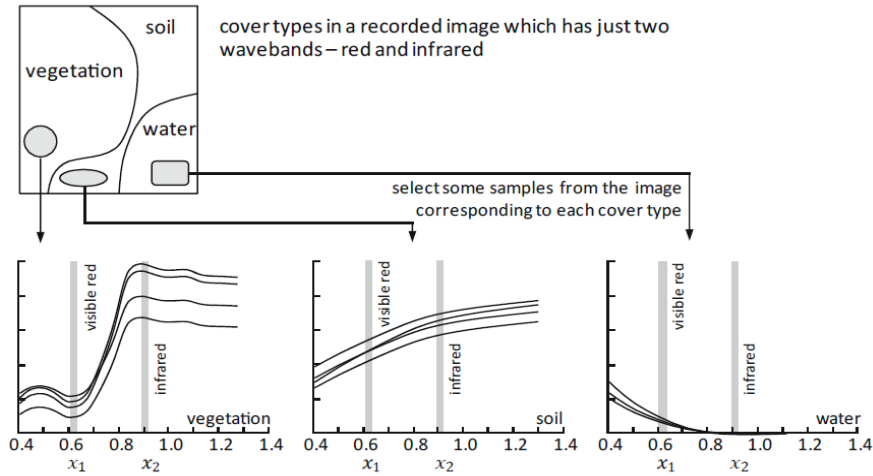 soil
vegetation
water
cover types in a recorded image which has just two
wavebands – red and infrared
select some samples from the image
corresponding to each cover type
visible red
infrared
vegetation
0.4 0.6 0.8 1.0 1.2 1.4
x₁ x₂
visible red
infrared
soil
0.4 0.6 0.8 1.0 1.2 1.4
x₁ x₂
visible red
infrared
water
0.4 0.6 0.8 1.0 1.2 1.4
x₁ x₂